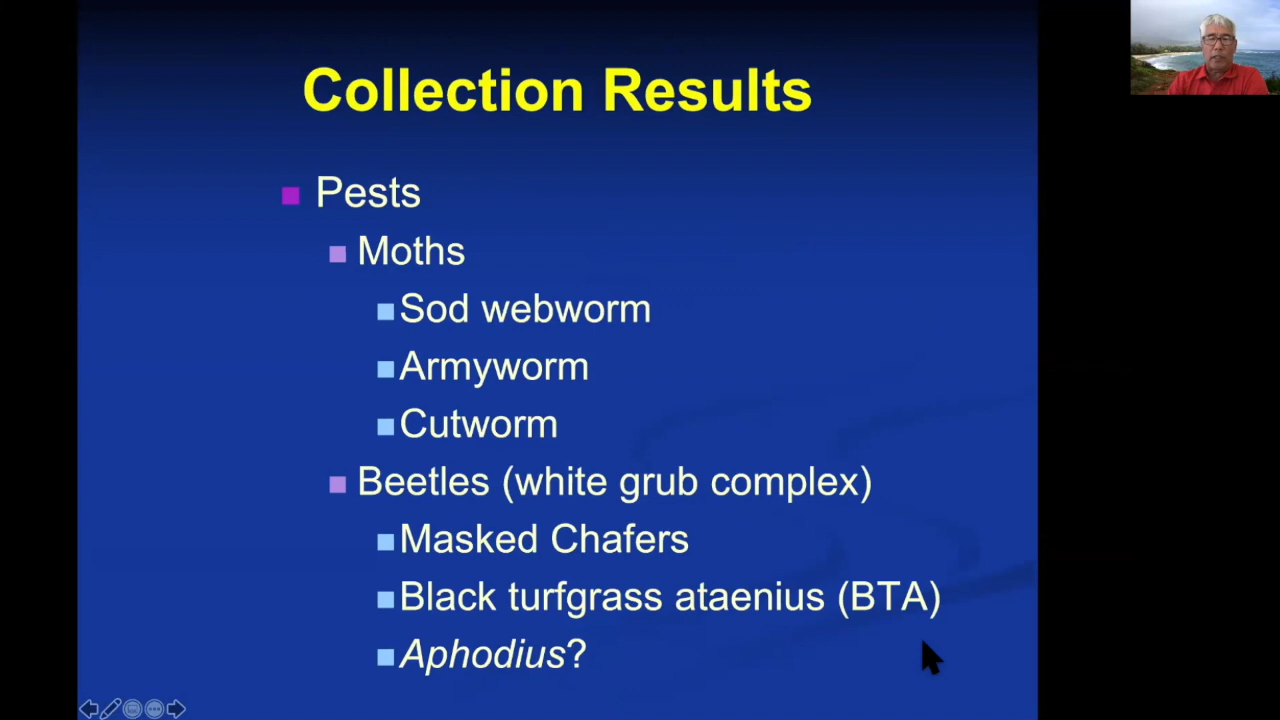 Collection Results
Pests
Moths
Sod webworm
Armyworm
Cutworm
Beetles (white grub complex)
Masked Chafers
Black turfgrass ataenius (BTA)
Aphodius?